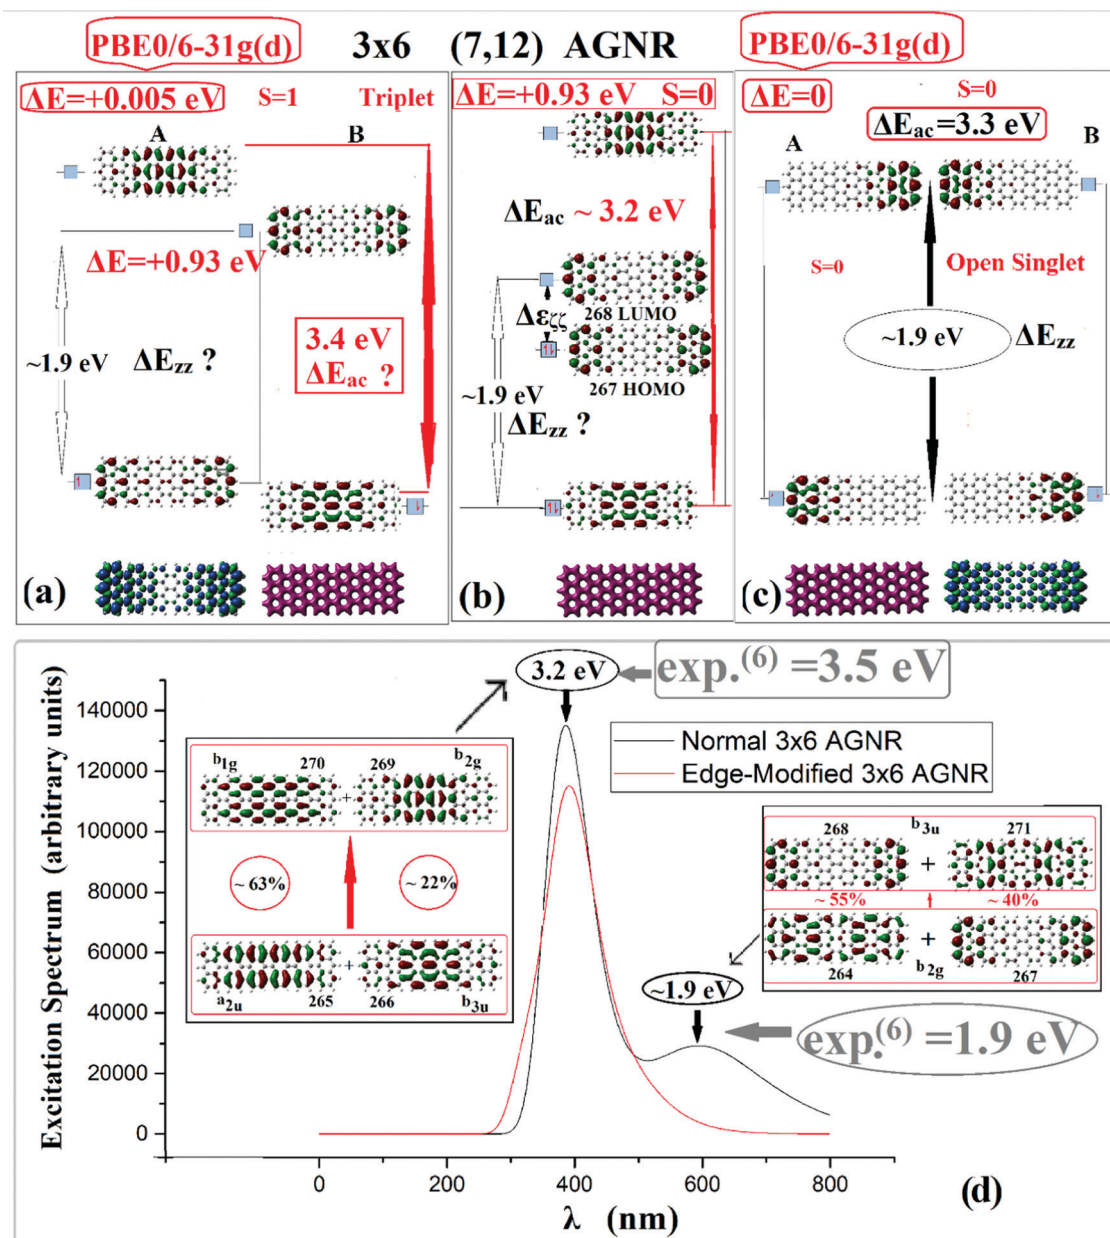 PBE0/6-31g(d)
3x6 (7,12) AGNR
PBE0/6-31g(d)
ΔE=+0.005 eV
S=1
Triplet
A
B
ΔE=+0.93 eV
~1.9 eV
ΔEzz ?
3.4 eV
ΔEac ?
(a)
ΔE=+0.93 eV S=0
ΔEac ~ 3.2 eV
Δεζζ
268 LUMO
267 HOMO
~1.9 eV
ΔEzz ?
(b)
ΔE=0
S=0
ΔEac =3.3 eV
A
B
S=0
Open Singlet
~1.9 eV
ΔEzz
(c)
Excitation Spectrum (arbitrary units)
140000
120000
100000
80000
60000
40000
20000
0
0
200
400
600
800
λ (nm)
3.2 eV
exp.(6) =3.5 eV
Normal 3x6 AGNR
Edge-Modified 3x6 AGNR
b1g 270 269 b2g
+
~ 63%
~ 22%
+
a2u 265 266 b3u
268 b3u 271
+
~ 55% ~ 40%
+
264 b2g 267
~1.9 eV
exp.(6) =1.9 eV
(d)